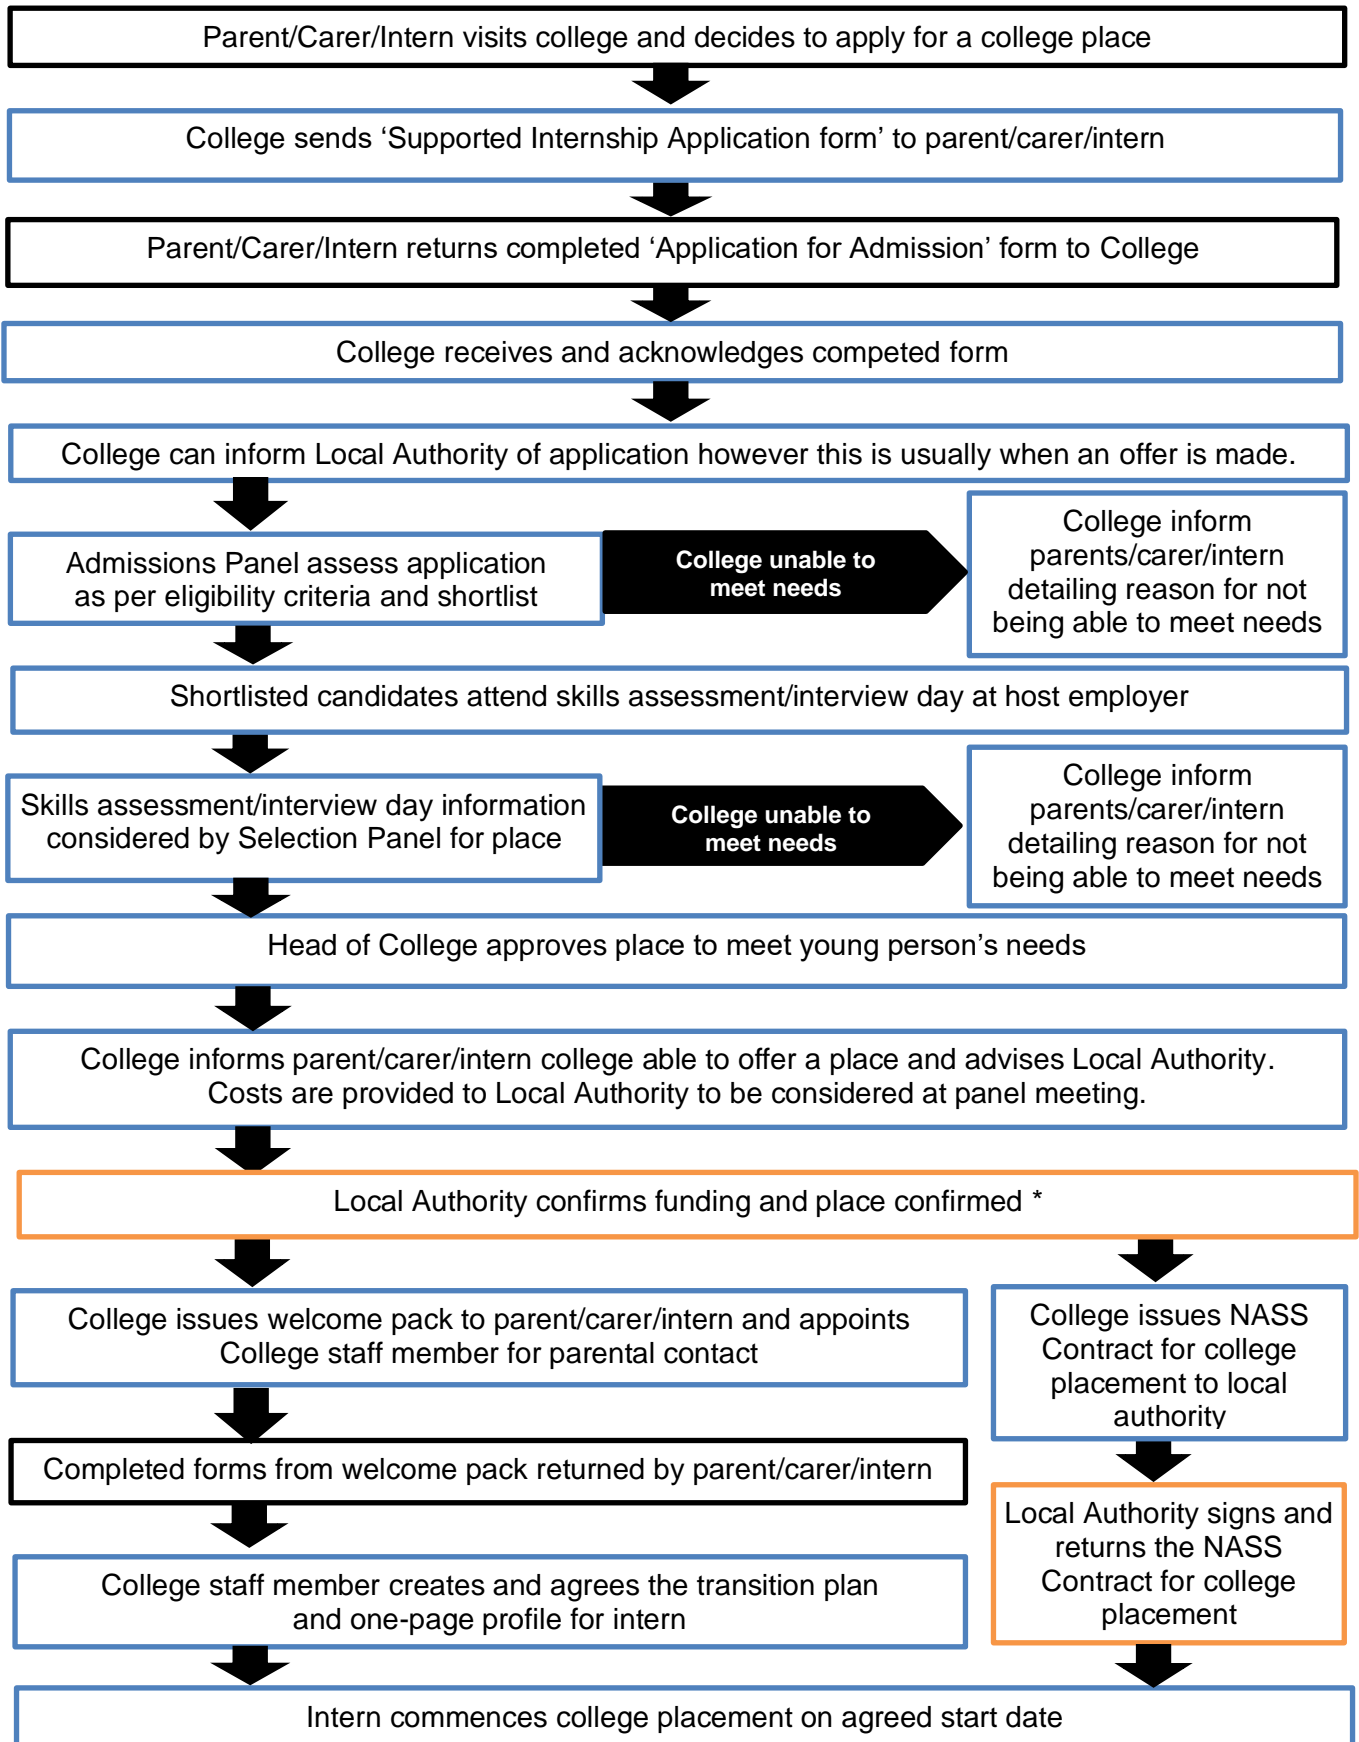 Parent/Carer/Intern visits college and decides to apply for a college place
College sends ‘Supported Internship Application form’ to parent/carer/intern
Parent/Carer/Intern returns completed ‘Application for Admission’ form to College
College receives and acknowledges competed form
College can inform Local Authority of application however this is usually when an offer is made.
Admissions Panel assess application
as per eligibility criteria and shortlist
College unable to
meet needs
College inform
parents/carer/intern
detailing reason for not
being able to meet needs
Shortlisted candidates attend skills assessment/interview day at host employer
Skills assessment/interview day information
considered by Selection Panel for place
College unable to
meet needs
College inform
parents/carer/intern
detailing reason for not
being able to meet needs
Head of College approves place to meet young person’s needs
College informs parent/carer/intern college able to offer a place and advises Local Authority.
Costs are provided to Local Authority to be considered at panel meeting.
Local Authority confirms funding and place confirmed *
College issues welcome pack to parent/carer/intern and appoints
College staff member for parental contact
College issues NASS
Contract for college
placement to local
authority
Completed forms from welcome pack returned by parent/carer/intern
Local Authority signs and
returns the NASS
Contract for college
placement
College staff member creates and agrees the transition plan
and one-page profile for intern
Intern commences college placement on agreed start date